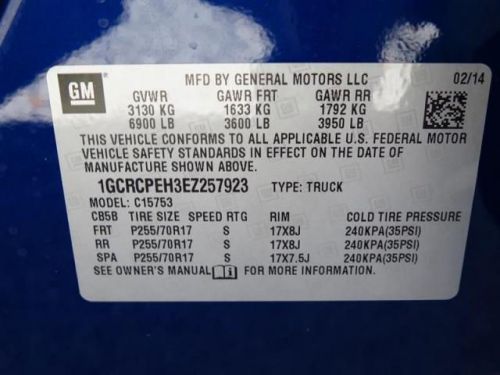 MFD BY GENERAL MOTORS LLC 02/14
GM
GVWR GAWR FRT GAWR RR
3130 KG 1633 KG 1792 KG
6900 LB 3600 LB 3950 LB
THIS VEHICLE CONFORMS TO ALL APPLICABLE U.S. FEDERAL MOTOR
VEHICLE SAFETY STANDARDS IN EFFECT ON THE DATE OF
MANUFACTURE SHOWN ABOVE.
1GCRCPEH3EZ257923 TYPE: TRUCK
MODEL: C15753
CB5B TIRE SIZE SPEED RTG RIM COLD TIRE PRESSURE
FRT P255/70R17 S 17X8J 240KPA(35PSI)
RR P255/70R17 S 17X8J 240KPA(35PSI)
SPA P255/70R17 S 17X7.5J 240KPA(35PSI)
SEE OWNER'S MANUAL FOR MORE INFORMATION.